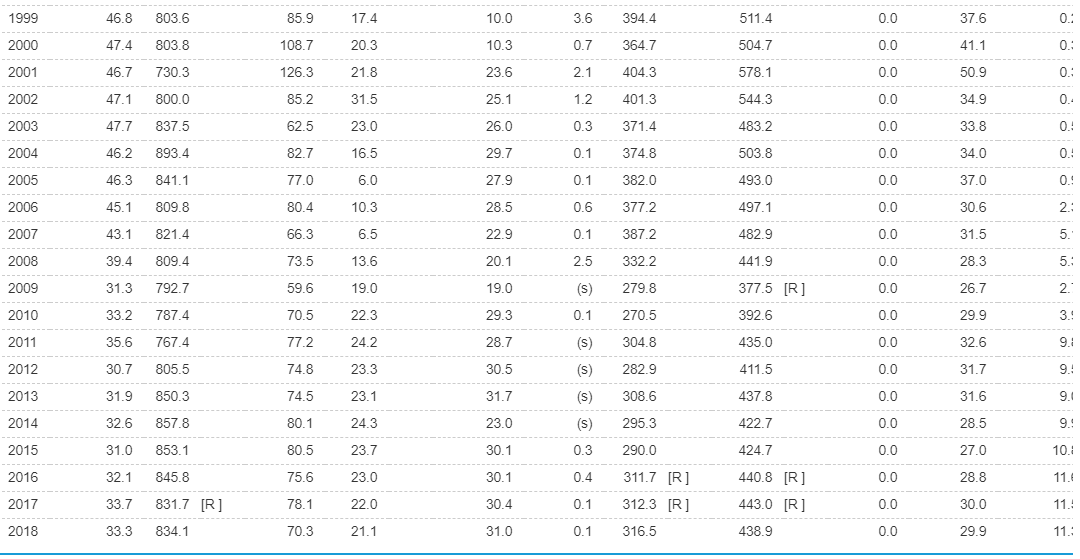 1999 46.8 803.6 85.9 17.4 10.0 3.6 394.4 511.4 0.0 37.6
2000 47.4 803.8 108.7 20.3 10.3 0.7 364.7 504.7 0.0 41.1
2001 46.7 730.3 126.3 21.8 23.6 2.1 404.3 578.1 0.0 50.9
2002 47.1 800.0 85.2 31.5 25.1 1.2 401.3 544.3 0.0 34.9
2003 47.7 837.5 62.5 23.0 26.0 0.3 371.4 483.2 0.0 33.8
2004 46.2 893.4 82.7 16.5 29.7 0.1 374.8 503.8 0.0 34.0
2005 46.3 841.1 77.0 6.0 27.9 0.1 382.0 493.0 0.0 37.0
2006 45.1 809.8 80.4 10.3 28.5 0.6 377.2 497.1 0.0 30.6
2007 43.1 821.4 66.3 6.5 22.9 0.1 387.2 482.9 0.0 31.5
2008 39.4 809.4 73.5 13.6 20.1 2.5 332.2 441.9 0.0 28.3
2009 31.3 792.7 59.6 19.0 19.0 (s) 279.8 377.5 [R] 0.0 26.7
2010 33.2 787.4 70.5 22.3 29.3 0.1 270.5 392.6 0.0 29.9
2011 35.6 767.4 77.2 24.2 28.7 (s) 304.8 435.0 0.0 32.6
2012 30.7 805.5 74.8 23.3 30.5 (s) 282.9 411.5 0.0 31.7
2013 31.9 850.3 74.5 23.1 31.7 (s) 308.6 437.8 0.0 31.6
2014 32.6 857.8 80.1 24.3 23.0 (s) 295.3 422.7 0.0 28.5
2015 31.0 853.1 80.5 23.7 30.1 0.3 290.0 424.7 0.0 27.0
2016 32.1 845.8 75.6 23.0 30.1 0.4 311.7 [R] 440.8 [R] 0.0 28.8
2017 33.7 831.7 [R] 78.1 22.0 30.4 0.1 312.3 [R] 443.0 [R] 0.0 30.0
2018 33.3 834.1 70.3 21.1 31.0 0.1 316.5 438.9 0.0 29.9